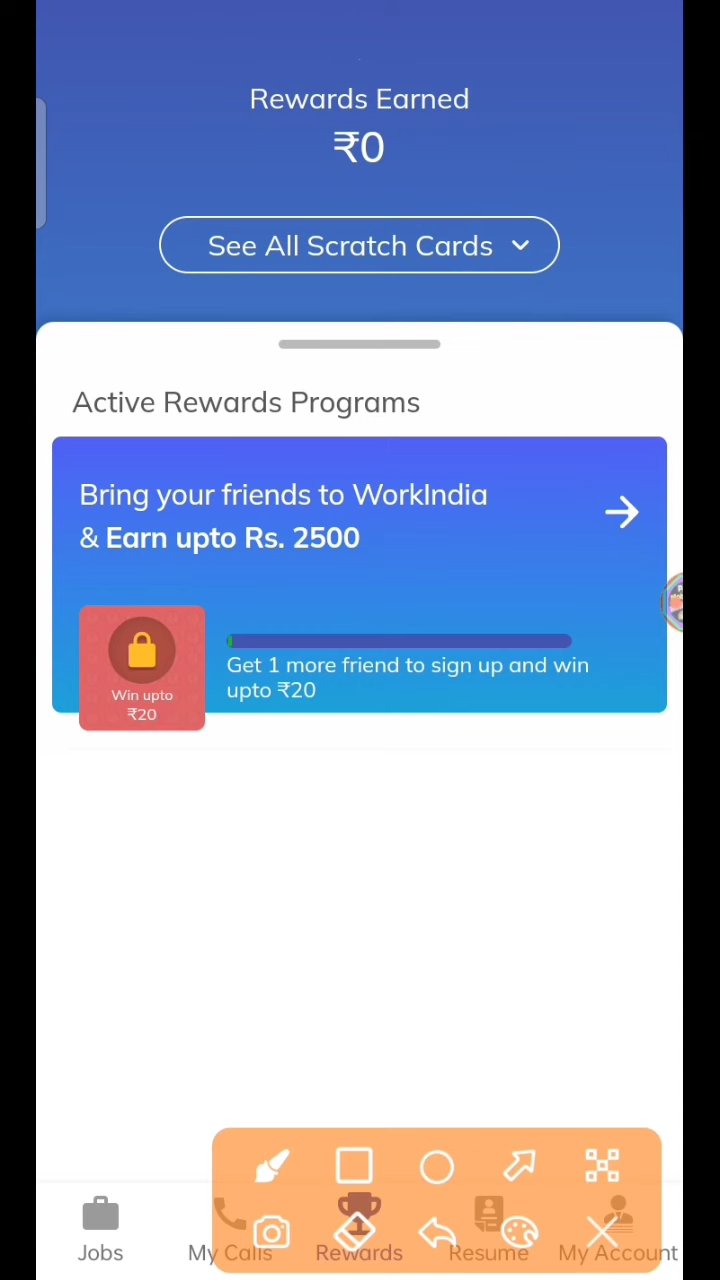 Rewards Earned
₹0
See All Scratch Cards
Active Rewards Programs
Bring your friends to WorkIndia
& Earn upto Rs. 2500
Win upto
₹20
Get 1 more friend to sign up and win
upto ₹20
Jobs
My Calls
Rewards
Resume
My Account